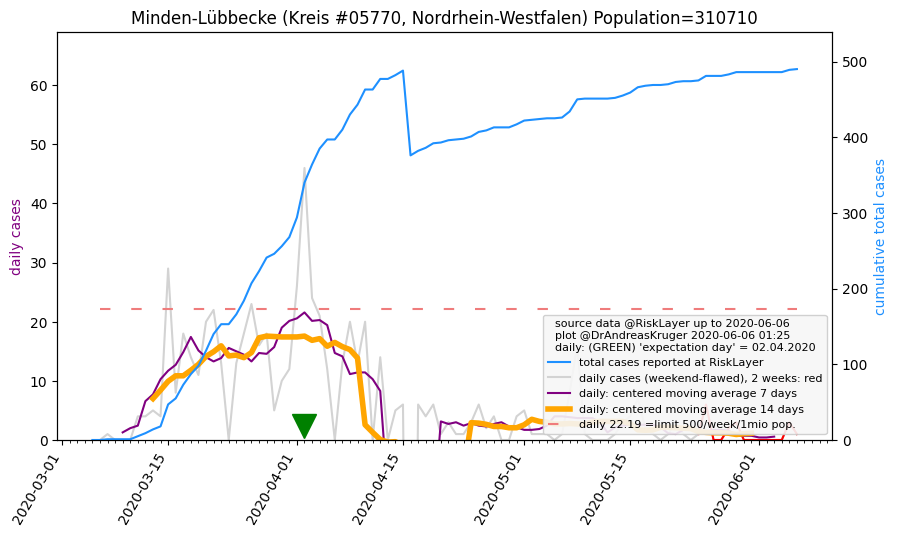 Minden-Lübbecke (Kreis #05770, Nordrhein-Westfalen) Population=310710
daily cases
60
50
40
30
20
10
0
cumulative total cases
500
400
300
200
100
0
source data @RiskLayer up to 2020-06-06
plot @DrAndreasKruger 2020-06-06 01:25
daily: (GREEN) 'expectation day' = 02.04.2020
total cases reported at RiskLayer
daily cases (weekend-flawed), 2 weeks: red
daily: centered moving average 7 days
daily: centered moving average 14 days
daily 22.19 =limit 500/week/1mio pop.
2020-03-01
2020-03-15
2020-04-01
2020-04-15
2020-05-01
2020-05-15
2020-06-01